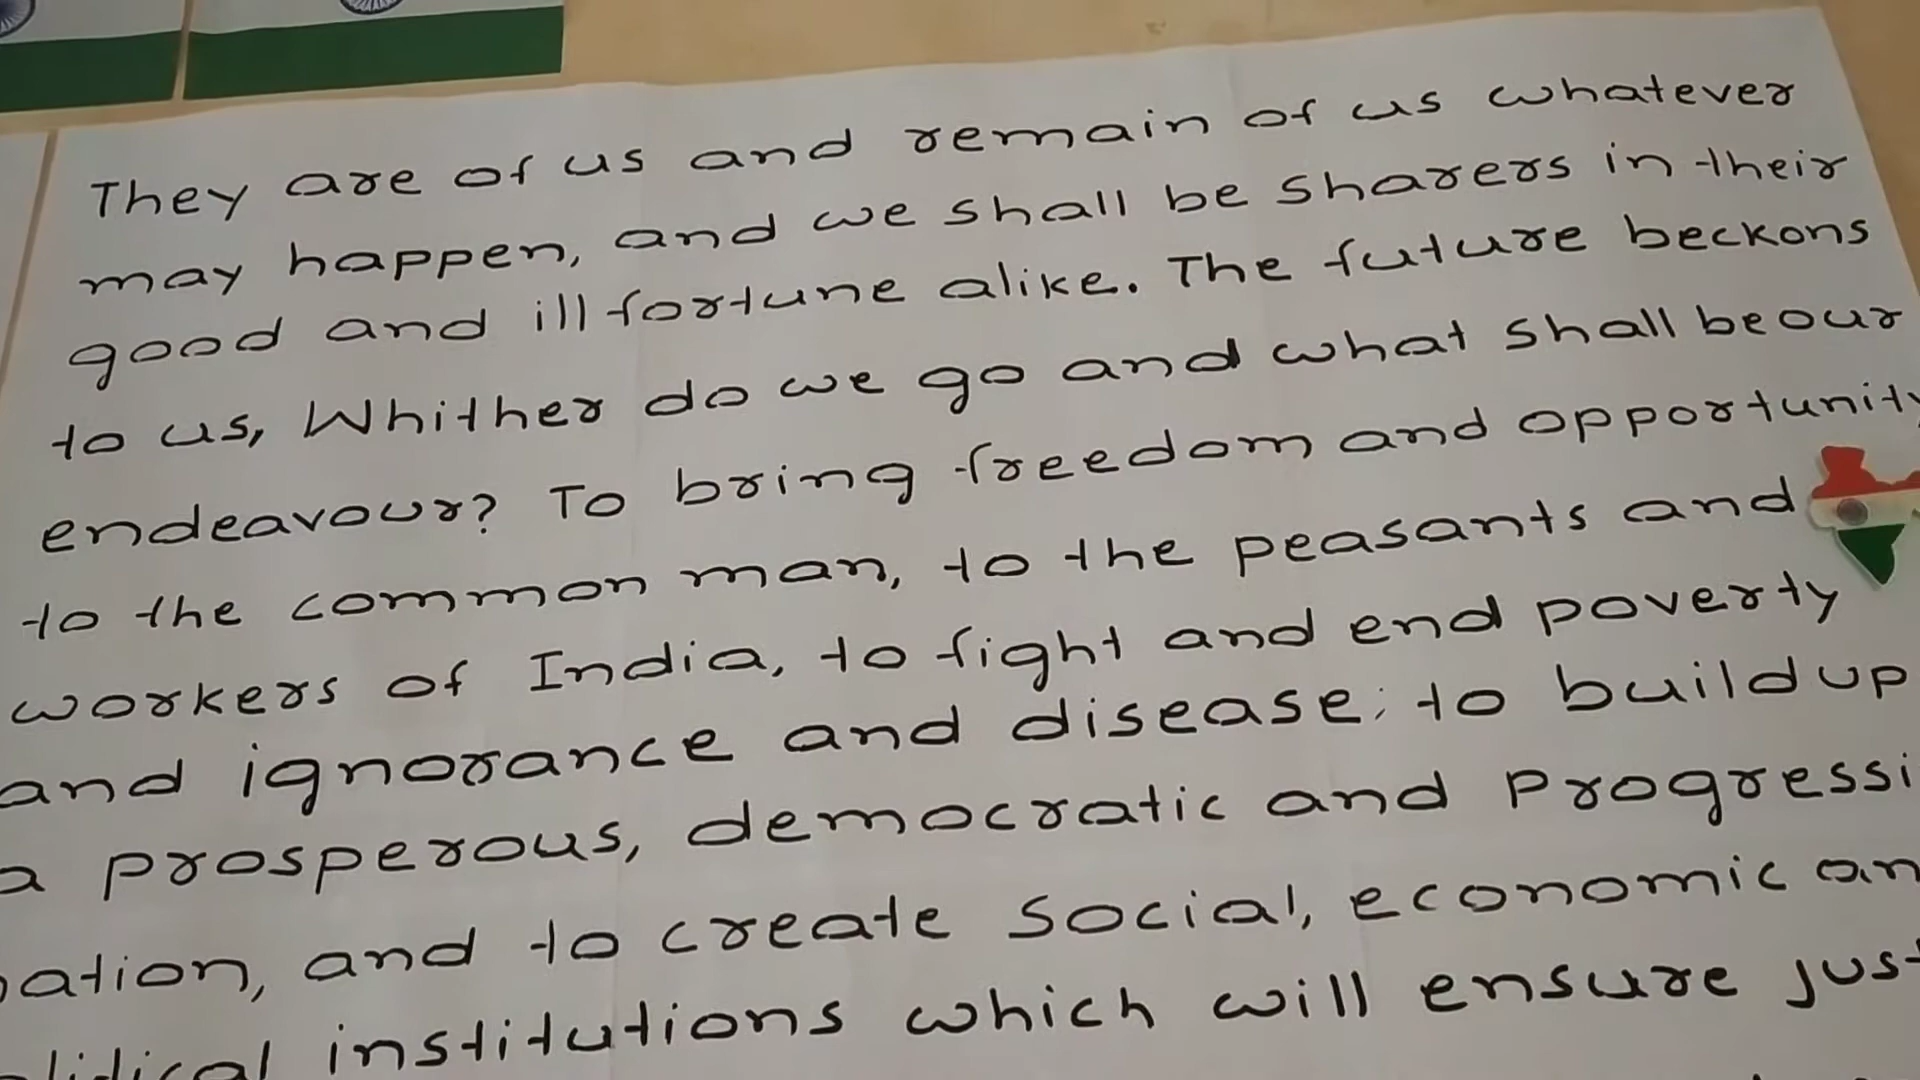 They are of us and remain of us whatever
may happen, and we shall be sharers in their
good and ill fortune alike. The future beckons
to us, Whither do we go and what shall be our
endeavour? To bring freedom and opportunity
to the common man, to the peasants and
workers of India, to fight and end poverty
and ignorance and disease; to build up
a prosperous, democratic and progressi
ation, and to create social, economic an
litical institutions which will ensure just